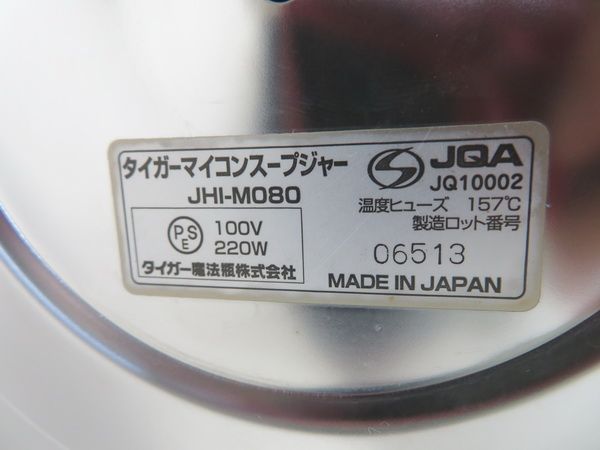 タイガーマイコンスープジャー
JHI-M080
PSE
100V
220W
タイガー魔法瓶株式会社
JQA
JQ10002
温度ヒューズ 157℃
製造ロット番号
06513
MADE IN JAPAN